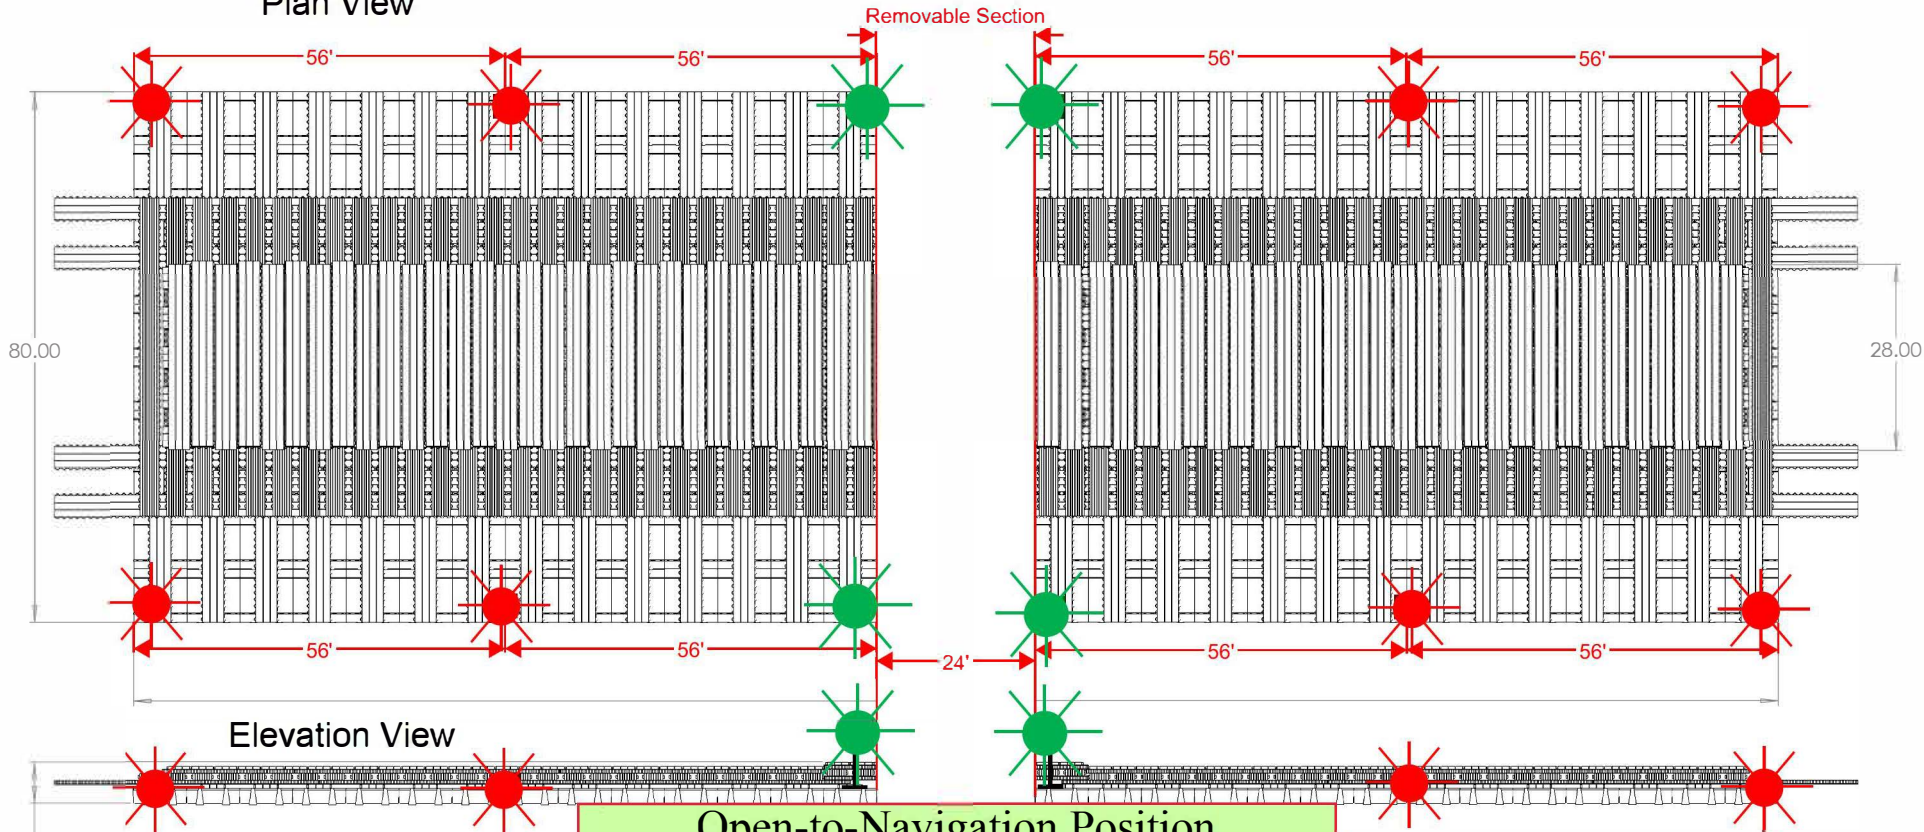 Plan View
Removable Section
56'
56'
56'
56'
80.00
28.00
56'
56'
56'
56'
24'
Elevation View
Open-to-Navigation Position